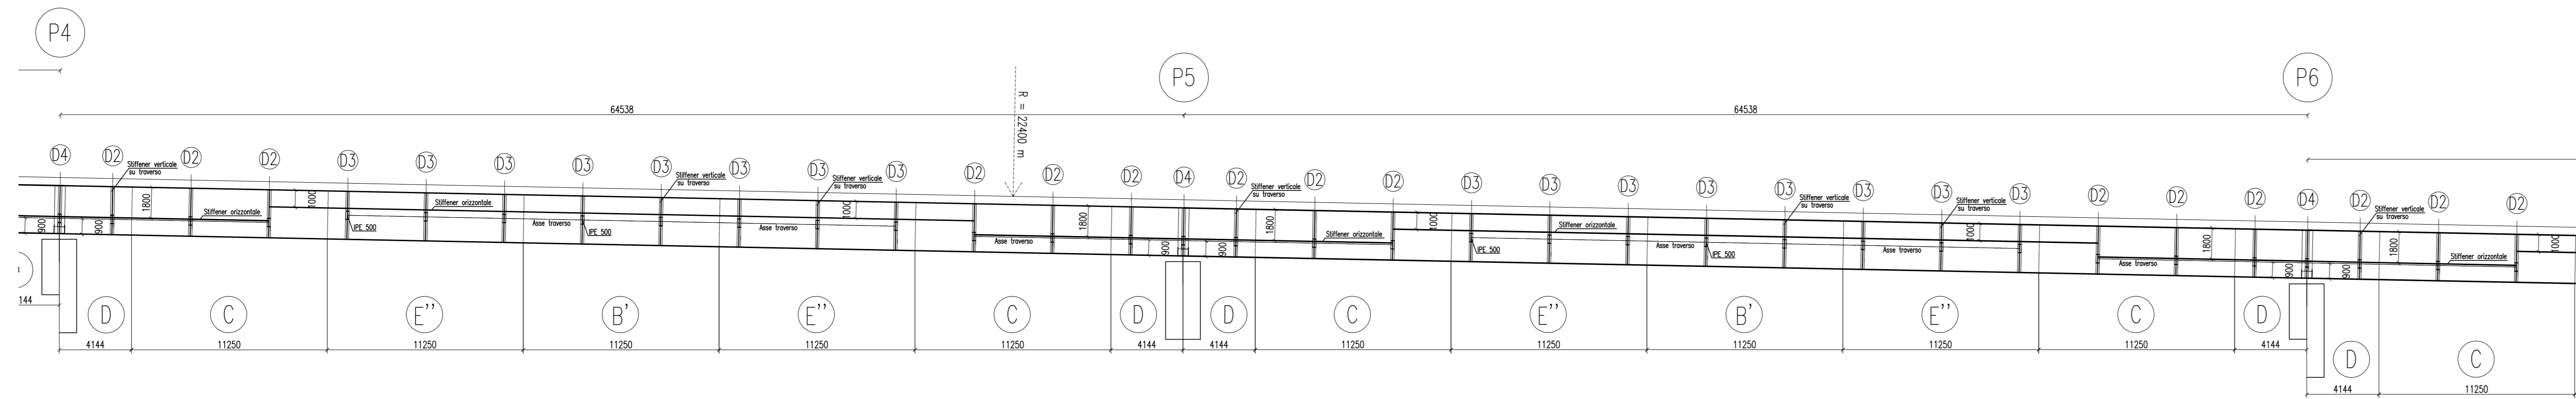 P4
P5
P6
64538
64538
R = 22400 m
D4
D2
D2
D2
D3
D3
D3
D3
D3
D3
D3
D3
D2
D2
D2
D4
D2
D2
D2
D3
D3
D3
D3
D3
D3
D3
D3
D2
D2
D2
D4
D2
D2
D2
Stiffener verticale
su traverso
Stiffener verticale
su traverso
Stiffener verticale
su traverso
Stiffener verticale
su traverso
Stiffener verticale
su traverso
Stiffener verticale
su traverso
Stiffener verticale
su traverso
900
900
1800
Stiffener orizzontale
1000
IPE 500
Stiffener orizzontale
Asse traverso
IPE 500
Asse traverso
1000
Asse traverso
1800
900
900
1800
Stiffener orizzontale
1000
IPE 500
Stiffener orizzontale
Asse traverso
IPE 500
Asse traverso
1000
Asse traverso
1800
900
900
1800
Stiffener orizzontale
1000
D
C
E''
B'
E''
C
D
D
C
E''
B'
E''
C
D
D
C
144
4144
11250
11250
11250
11250
11250
4144
4144
11250
11250
11250
11250
11250
4144
4144
11250